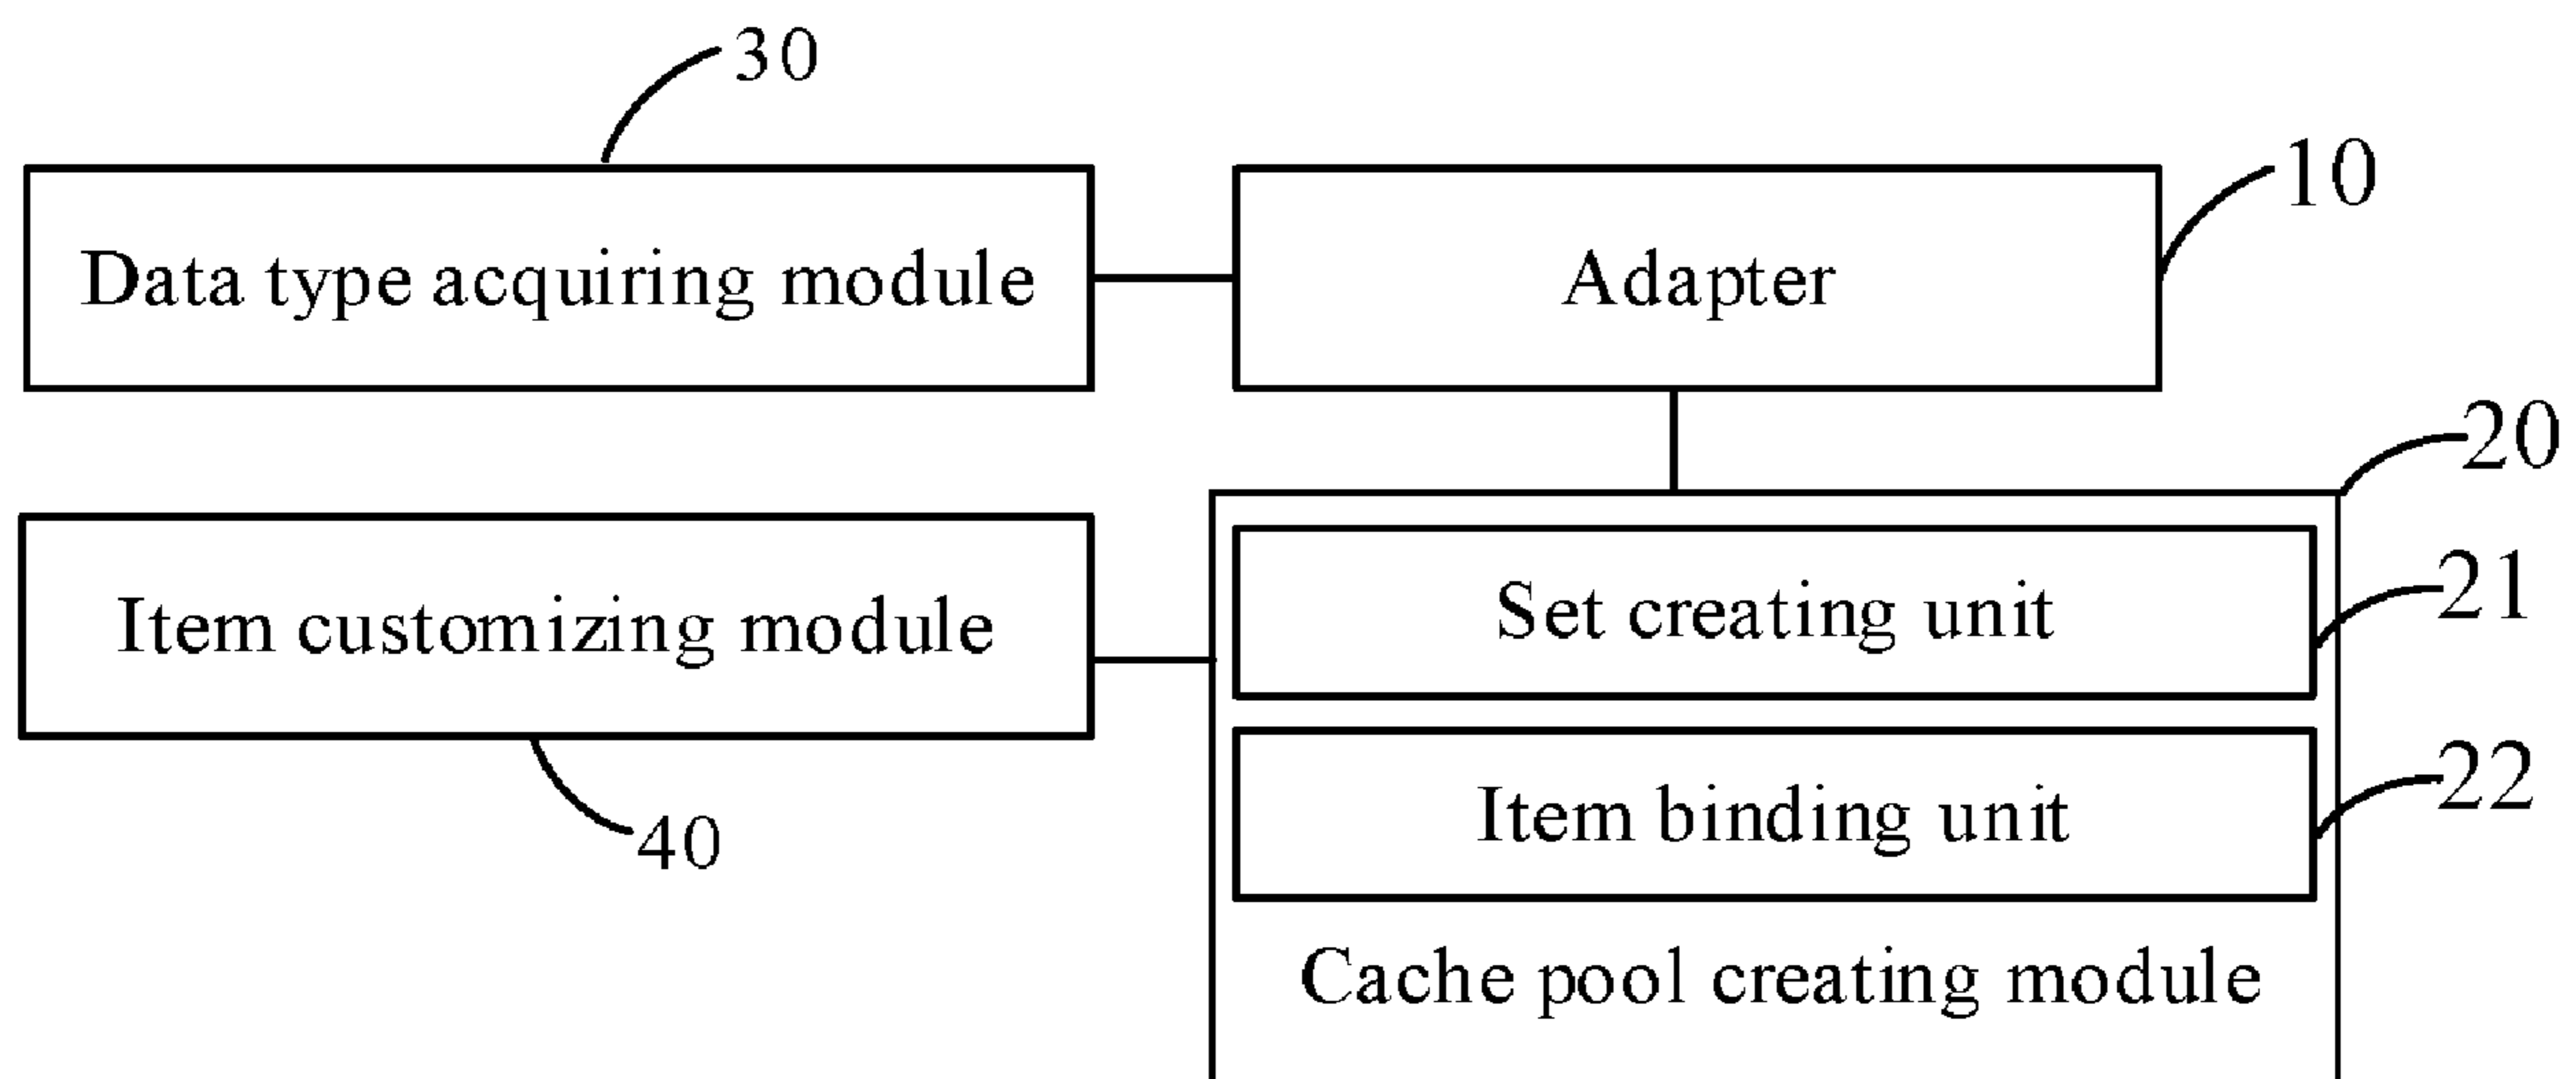 30
10
Data type acquiring module
Adapter
20
Set creating unit
21
Item customizing module
Item binding unit
22
40
Cache pool creating module